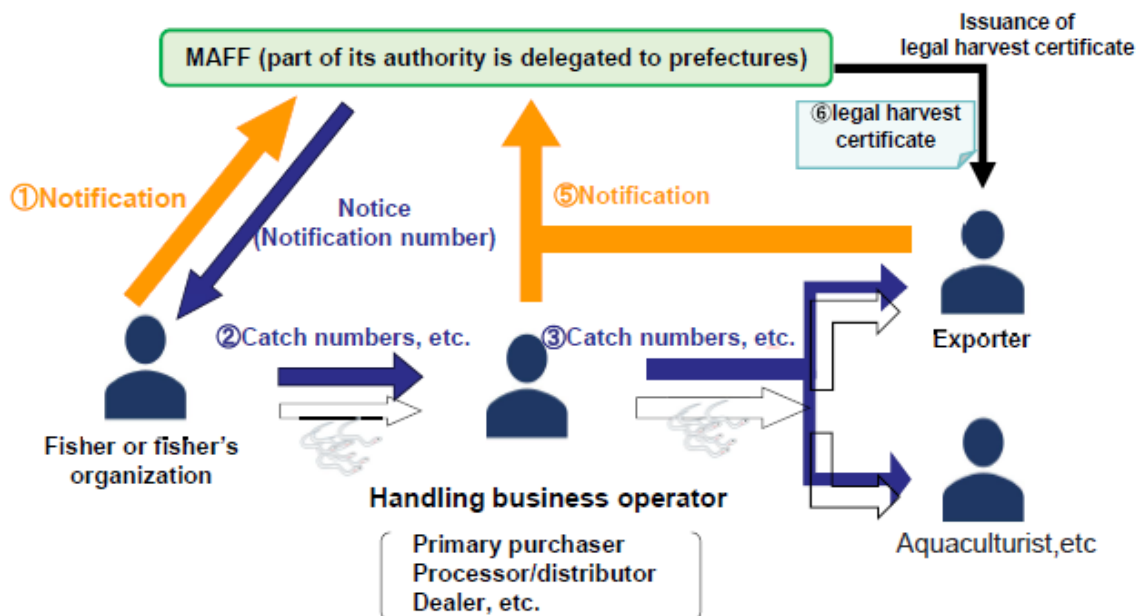 Issuance of
legal harvest certificate
MAFF (part of its authority is delegated to prefectures)
⑥legal harvest
certificate
①Notification
Notice
(Notification number)
⑤Notification
②Catch numbers, etc.
③Catch numbers, etc.
Exporter
Fisher or fisher's
organization
Handling business operator
Primary purchaser
Processor/distributor
Dealer, etc.
Aquaculturist,etc